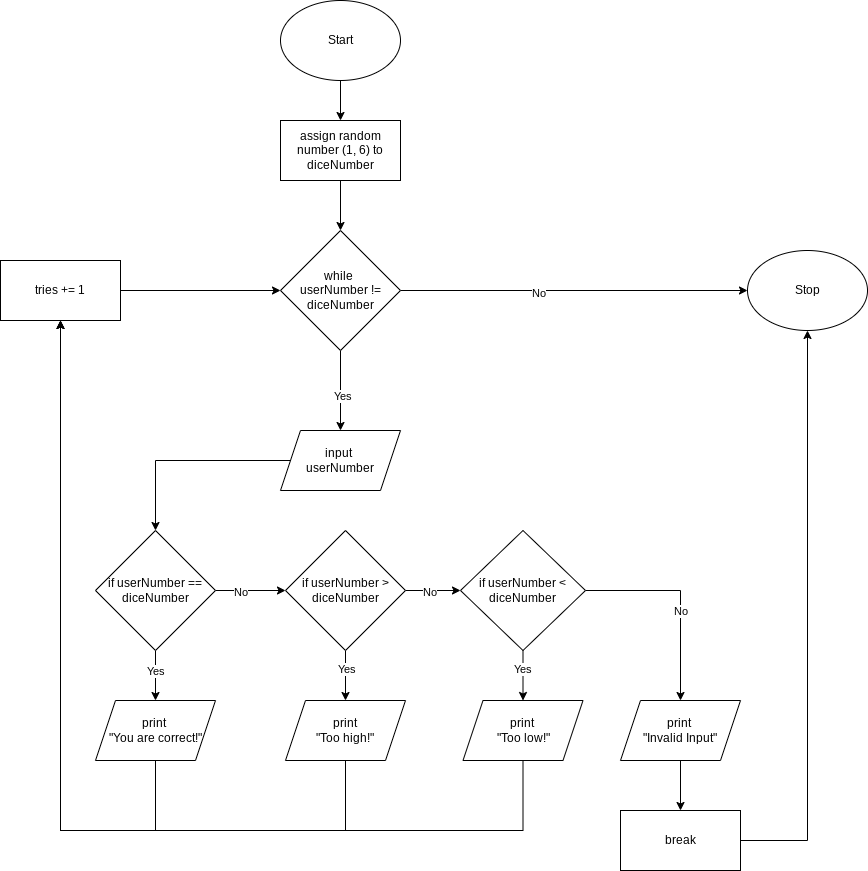 Start
assign random
number (1, 6) to
diceNumber
while
userNumber !=
diceNumber
tries += 1
No
Stop
Yes
input
userNumber
if userNumber ==
diceNumber
No
if userNumber >
diceNumber
No
if userNumber <
diceNumber
No
Yes
Yes
Yes
print
"You are correct!"
print
"Too high!"
print
"Too low!"
print
"Invalid Input"
break